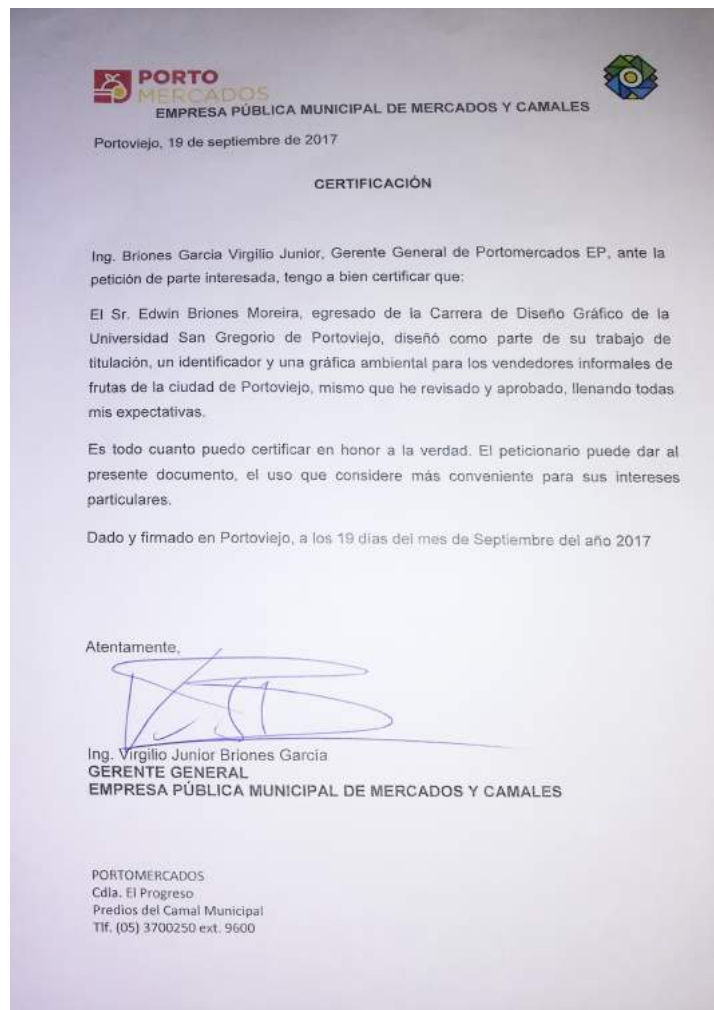 PORTO
MERCADOS
EMPRESA PÚBLICA MUNICIPAL DE MERCADOS Y CAMALES
Portoviejo, 19 de septiembre de 2017
CERTIFICACIÓN
Ing. Briones Garcia Virgilio Junior, Gerente General de Portomercados EP, ante la
petición de parte interesada, tengo a bien certificar que:
El Sr. Edwin Briones Moreira, egresado de la Carrera de Diseño Gráfico de la
Universidad San Gregorio de Portoviejo, diseñó como parte de su trabajo de
titulación, un identificador y una gráfica ambiental para los vendedores informales de
frutas de la ciudad de Portoviejo, mismo que he revisado y aprobado, llenando todas
mis expectativas.
Es todo cuanto puedo certificar en honor a la verdad. El peticionario puede dar al
presente documento, el uso que considere más conveniente para sus intereses
particulares.
Dado y firmado en Portoviejo, a los 19 días del mes de Septiembre del año 2017
Atentamente,
Ing. Virgilio Junior Briones Garcia
GERENTE GENERAL
EMPRESA PÚBLICA MUNICIPAL DE MERCADOS Y CAMALES
PORTOMERCADOS
Cdla. El Progreso
Predios del Camal Municipal
Tlf. (05) 3700250 ext. 9600